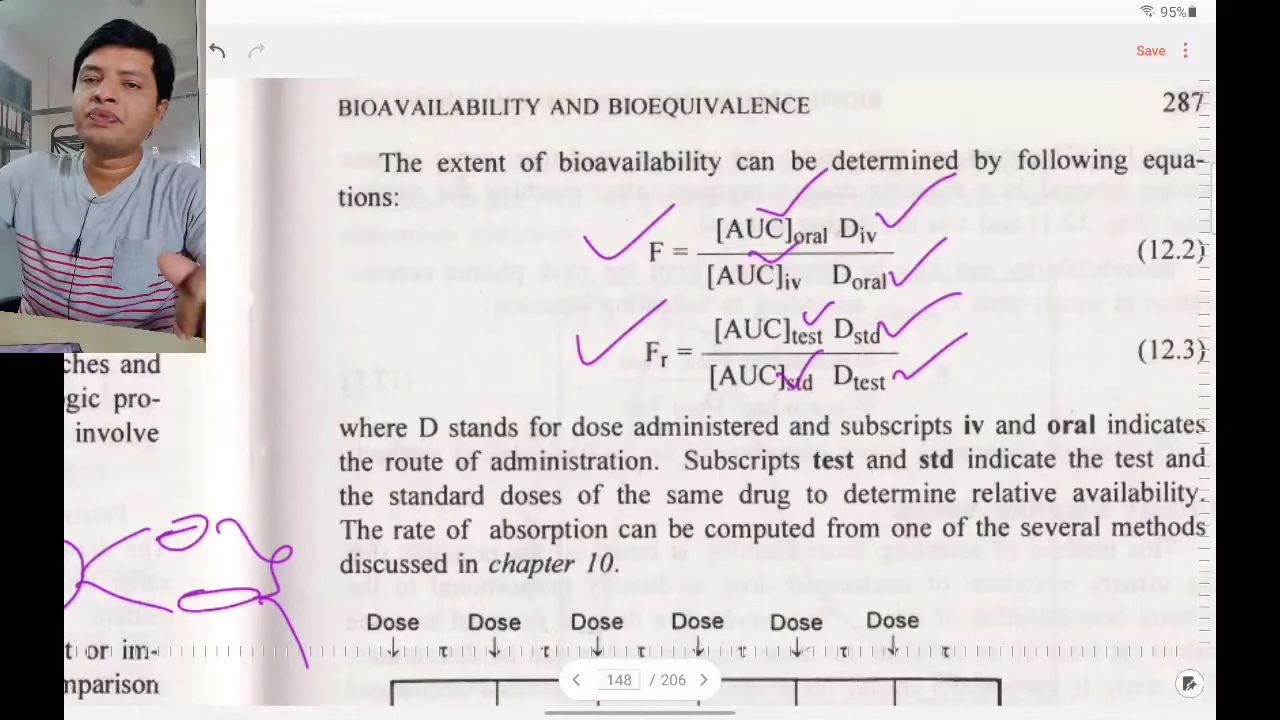 95%
Save
BIOAVAILABILITY AND BIOEQUIVALENCE 287
The extent of bioavailability can be determined by following equa-
tions:
F = [AUC]oral Div / [AUC]iv Doral (12.2)
Fr = [AUC]test Dstd / [AUC]std Dtest (12.3)
where D stands for dose administered and subscripts iv and oral indicates
the route of administration. Subscripts test and std indicate the test and
the standard doses of the same drug to determine relative availability.
The rate of absorption can be computed from one of the several methods
discussed in chapter 10.
Dose Dose Dose Dose Dose Dose
τ τ τ τ τ τ
148 / 206
ches and
ogic pro-
involve
t or im-
mparison